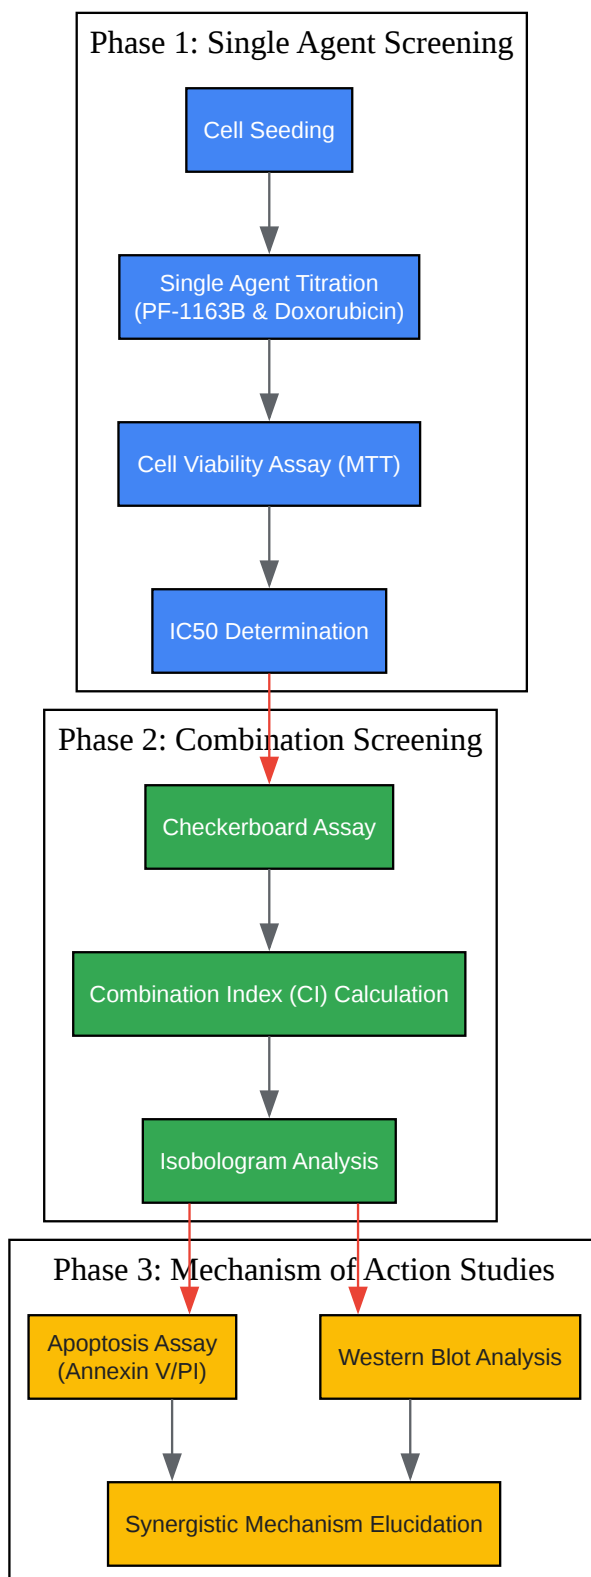 Phase 1: Single Agent Screening
Cell Seeding
Single Agent Titration
(PF-1163B & Doxorubicin)
Cell Viability Assay (MTT)
IC50 Determination
Phase 2: Combination Screening
Checkerboard Assay
Combination Index (CI) Calculation
Isobologram Analysis
Phase 3: Mechanism of Action Studies
Apoptosis Assay
(Annexin V/PI)
Western Blot Analysis
Synergistic Mechanism Elucidation